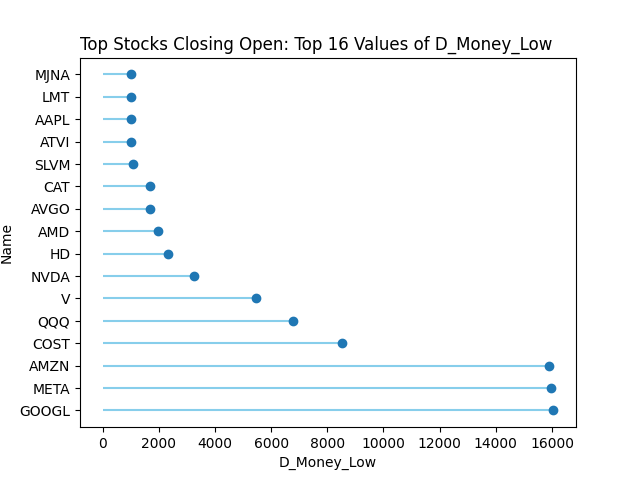 Top Stocks Closing Open: Top 16 Values of D_Money_Low
MJNA
LMT
AAPL
ATVI
SLVM
CAT
AVGO
AMD
HD
NVDA
V
QQQ
COST
AMZN
META
GOOGL
Name
0 2000 4000 6000 8000 10000 12000 14000 16000
D_Money_Low